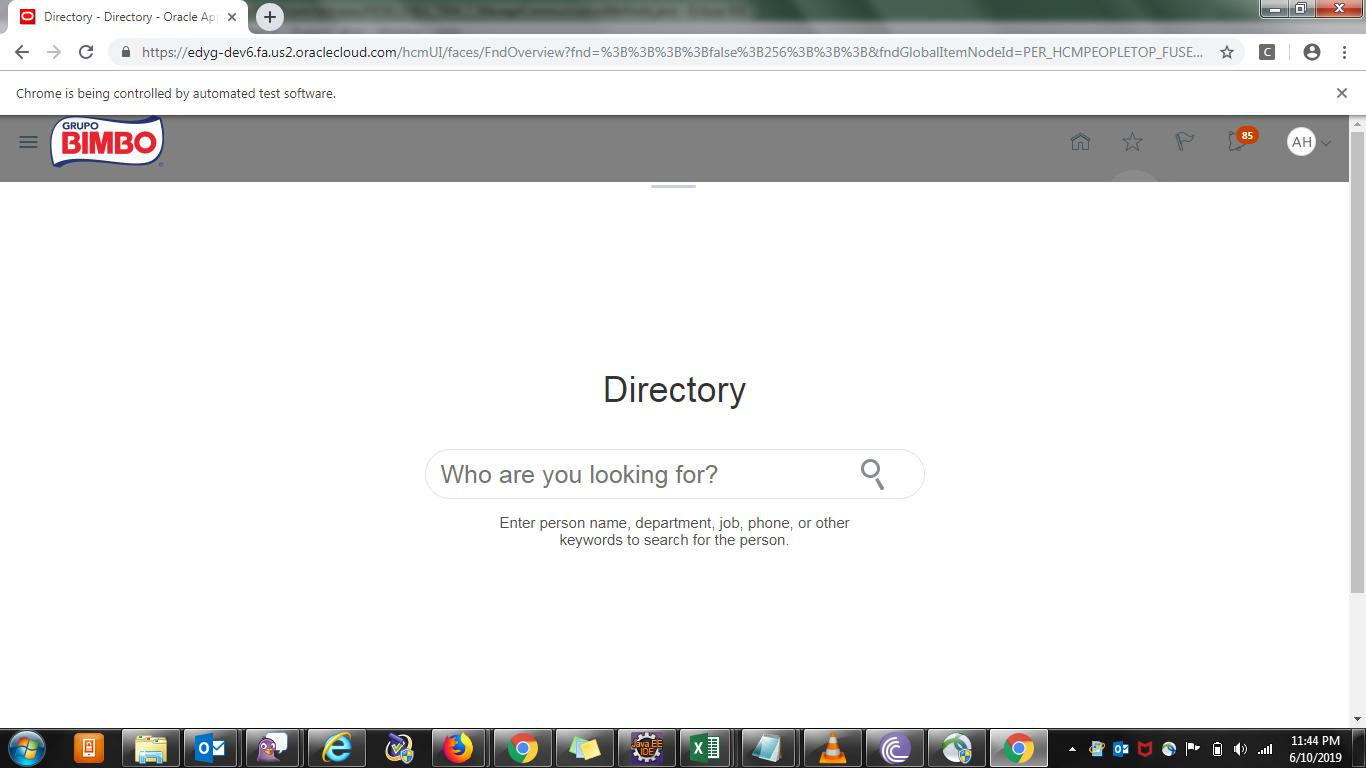 Directory - Directory - Oracle Ap
https://edyg-dev6.fa.us2.oraclecloud.com/hcmUI/faces/FndOverview?fnd=%3B%3B%3B%3Bfalse%3B256%3B%3B%3B&fndGlobalItemNodeId=PER_HCMPEOPLETOP_FUSE...
C
Chrome is being controlled by automated test software.
GRUPO
BIMBO
85
AH
Directory
Who are you looking for?
Enter person name, department, job, phone, or other
keywords to search for the person.
Java EE
IDE
11:44 PM
6/10/2019